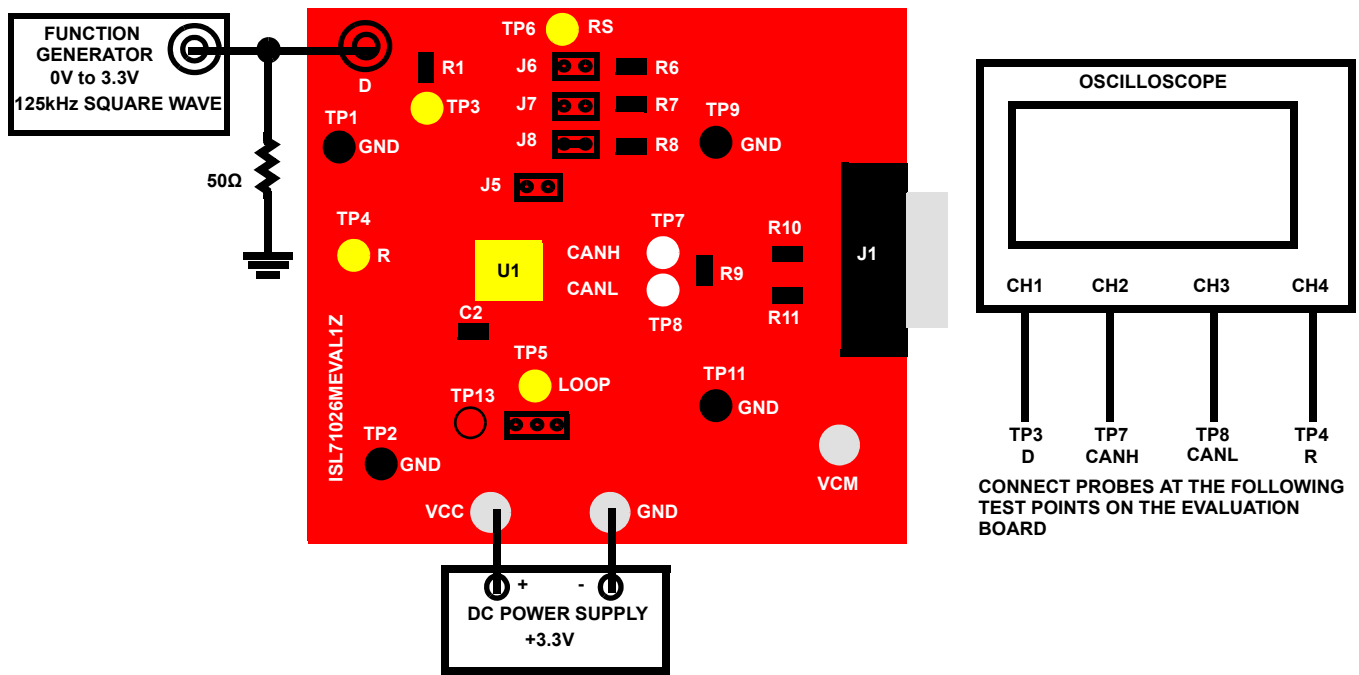 FUNCTION
GENERATOR
0V to 3.3V
125kHz SQUARE WAVE
50Ω
D
TP6
RS
R1
TP3
J6
R6
J7
R7
J8
R8
TP1
GND
TP9
GND
J5
TP4
R
U1
CANH
CANL
TP7
TP8
R9
R10
R11
J1
C2
ISL71026MEVAL1Z
TP5
LOOP
TP13
TP11
GND
TP2
GND
VCM
VCC
GND
+
-
DC POWER SUPPLY
+3.3V
OSCILLOSCOPE
CH1
CH2
CH3
CH4
TP3
D
TP7
CANH
TP8
CANL
TP4
R
CONNECT PROBES AT THE FOLLOWING
TEST POINTS ON THE EVALUATION
BOARD